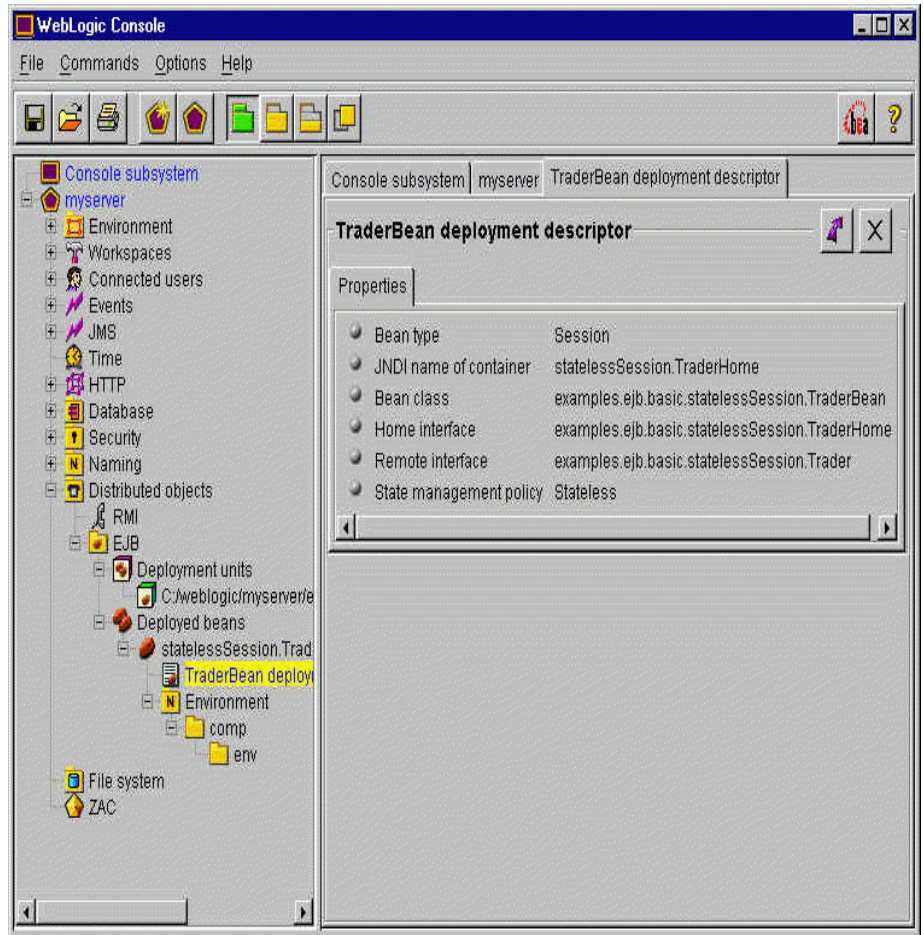 WebLogic Console
File Commands Options Help
bea ?
Console subsystem
myserver
Environment
Workspaces
Connected users
Events
JMS
Time
HTTP
Database
Security
N Naming
Distributed objects
RMI
EJB
Deployment units
C:/weblogic/myserver/e
Deployed beans
statelessSession.Trad
TraderBean deploy
N Environment
comp
env
File system
ZAC
Console subsystem myserver TraderBean deployment descriptor
TraderBean deployment descriptor
Properties
Bean type Session
JNDI name of container statelessSession.TraderHome
Bean class examples.ejb.basic.statelessSession.TraderBean
Home interface examples.ejb.basic.statelessSession.TraderHome
Remote interface examples.ejb.basic.statelessSession.Trader
State management policy Stateless